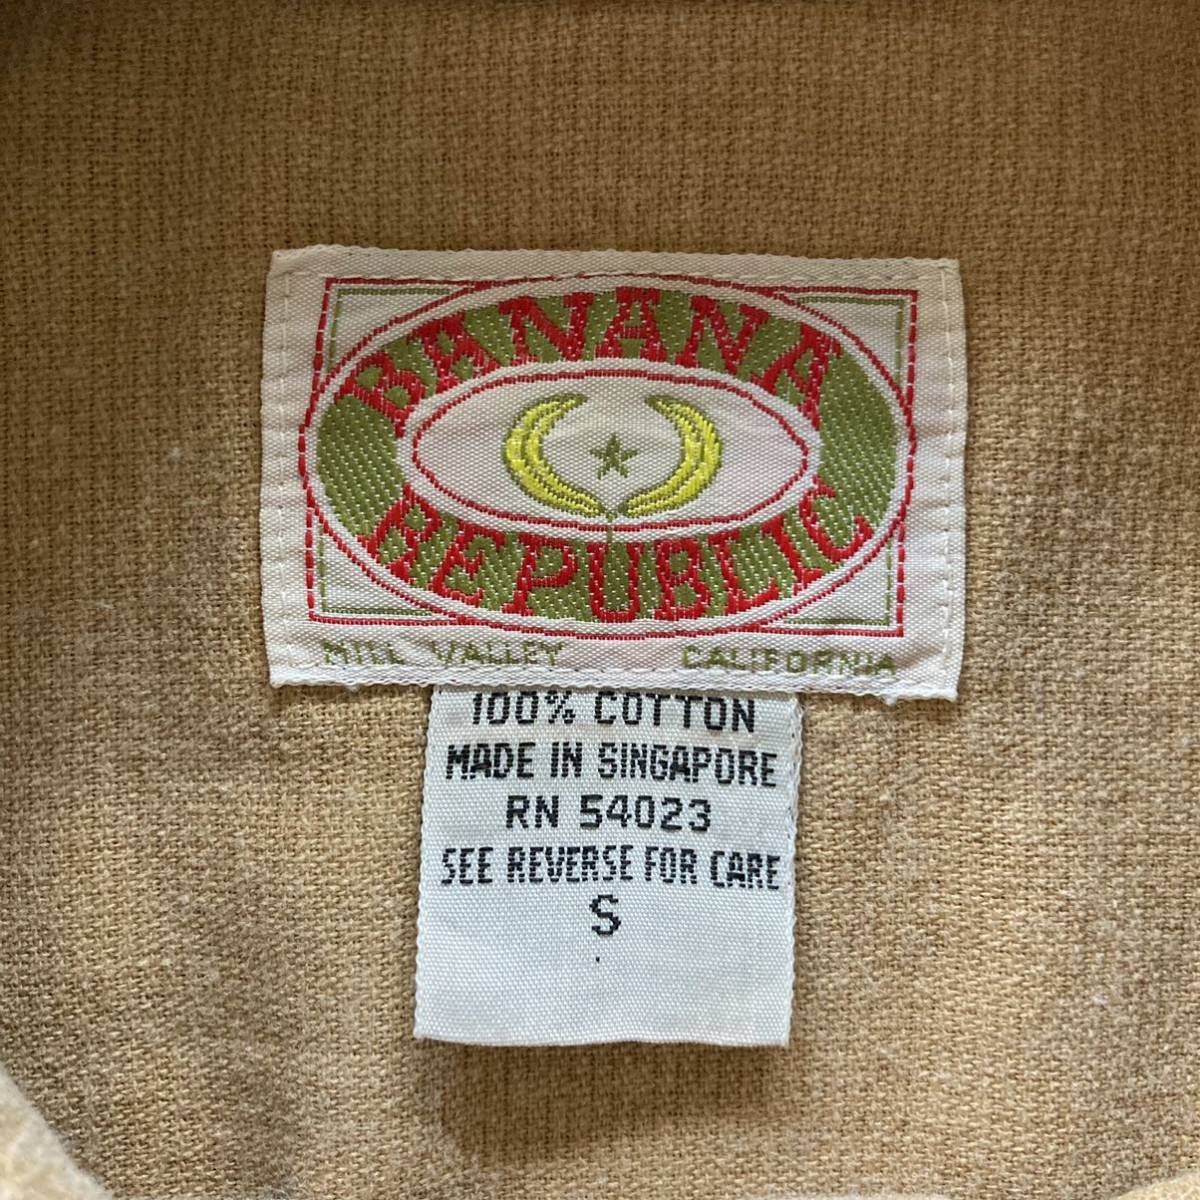 BANANA
REPUBLIC
MILL VALLEY CALIFORNIA
100% COTTON
MADE IN SINGAPORE
RN 54023
SEE REVERSE FOR CARE
S